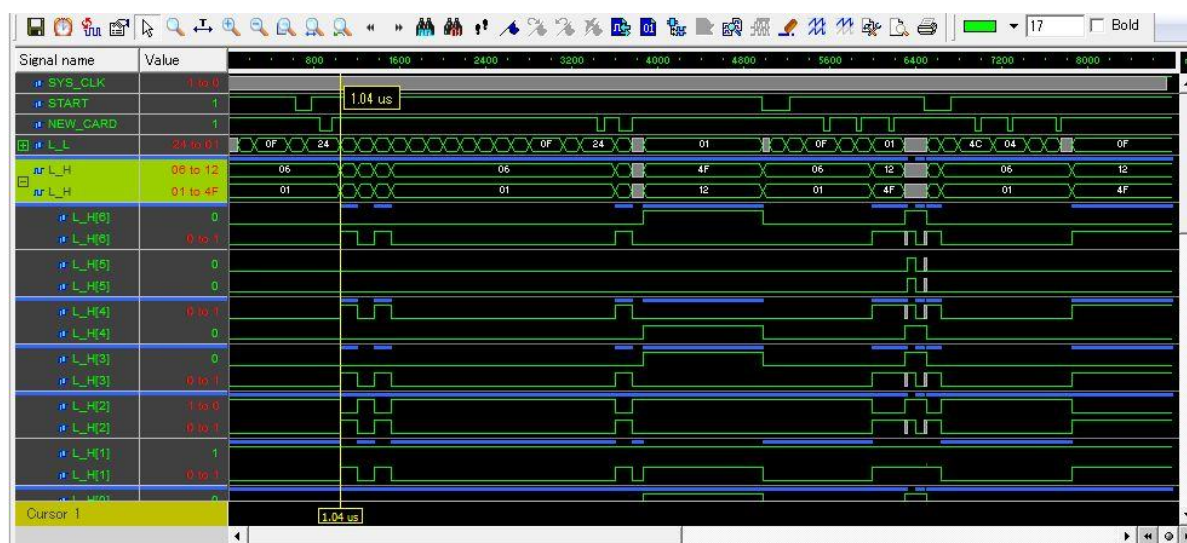 17 Bold
Signal name Value 800 1600 2400 3200 4000 4800 5600 6400 7200 8000
SYS_CLK 1 to 0
START 1 1.04 us
NEW_CARD 1
L_L 24 to 01 0F 24 0F 24 01 0F 01 4C 04 0F
L_H 06 to 12 06 06 4F 06 12 06 12
L_H 01 to 4F 01 01 12 01 4F 01 4F
L_H[6] 0
L_H[6] 0 to 1
L_H[5] 0
L_H[5] 0
L_H[4] 0 to 1
L_H[4] 0
L_H[3] 0
L_H[3] 0 to 1
L_H[2] 1 to 0
L_H[2] 0 to 1
L_H[1] 1
L_H[1] 0 to 1
L_H[0] 0
Cursor 1 1.04 us